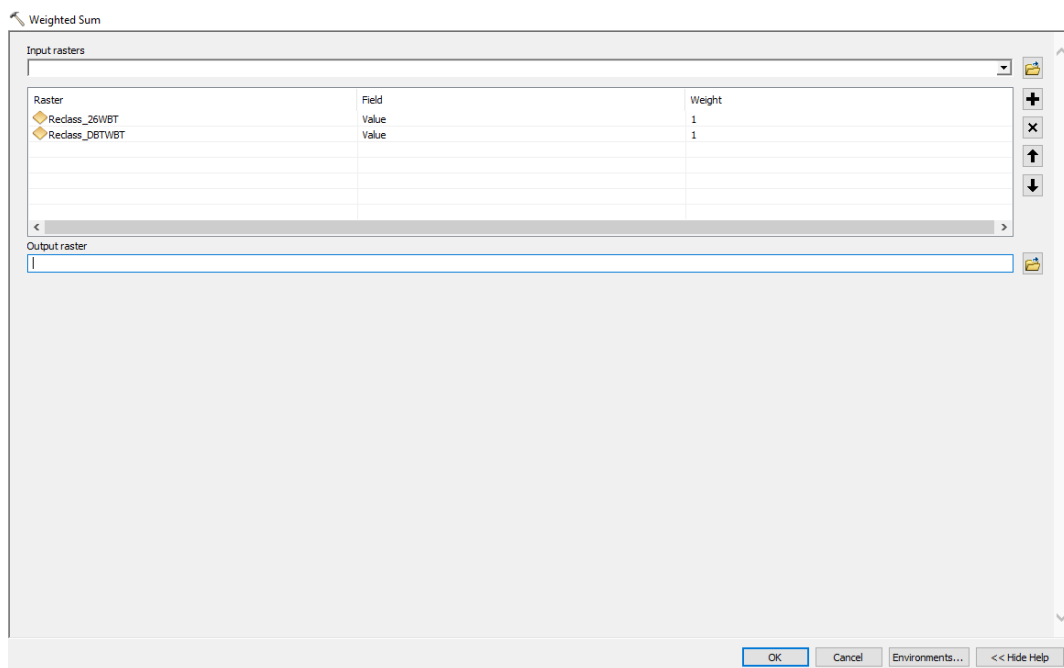 Weighted Sum
Input rasters
Raster Field Weight
Reclass_26WBT Value 1
Reclass_DBTWBT Value 1
Output raster
OK Cancel Environments... << Hide Help